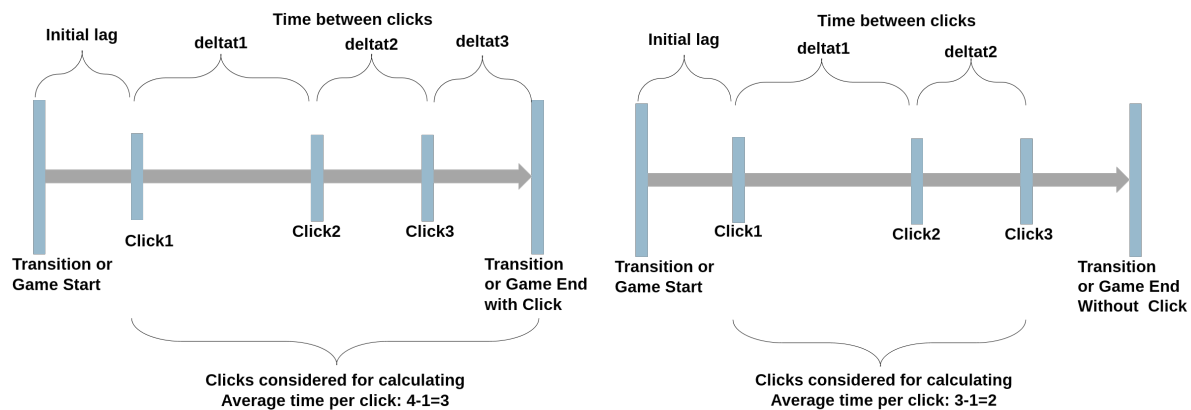 Time between clicks
Initial lag
deltat1
deltat2
deltat3
Click1
Click2
Click3
Transition or
Game Start
Transition
or Game End
with Click
Clicks considered for calculating
Average time per click: 4-1=3
Time between clicks
Initial lag
deltat1
deltat2
Click1
Click2
Click3
Transition or
Game Start
Transition
or Game End
Without  Click
Clicks considered for calculating
Average time per click: 3-1=2